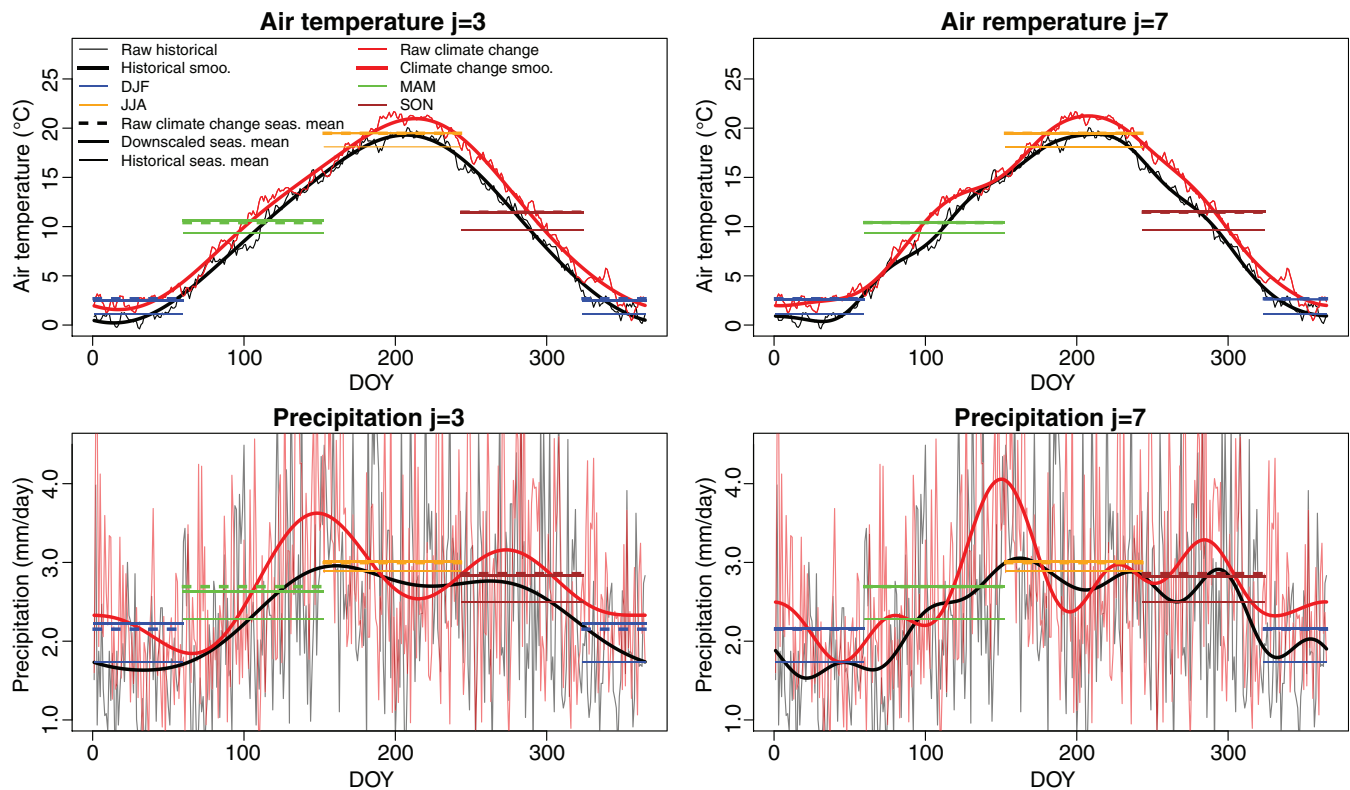 Air temperature j=3
Raw historical
Historical smoo.
DJF
JJA
Raw climate change seas. mean
Downscaled seas. mean
Historical seas. mean
Raw climate change
Climate change smoo.
MAM
SON
Air temperature (°C)
0
5
10
15
20
25
0 100 200 300
DOY
Air remperature j=7
Air temperature (°C)
0
5
10
15
20
25
0 100 200 300
DOY
Precipitation j=3
Precipitation (mm/day)
1.0
2.0
3.0
4.0
0 100 200 300
DOY
Precipitation j=7
Precipitation (mm/day)
1.0
2.0
3.0
4.0
0 100 200 300
DOY